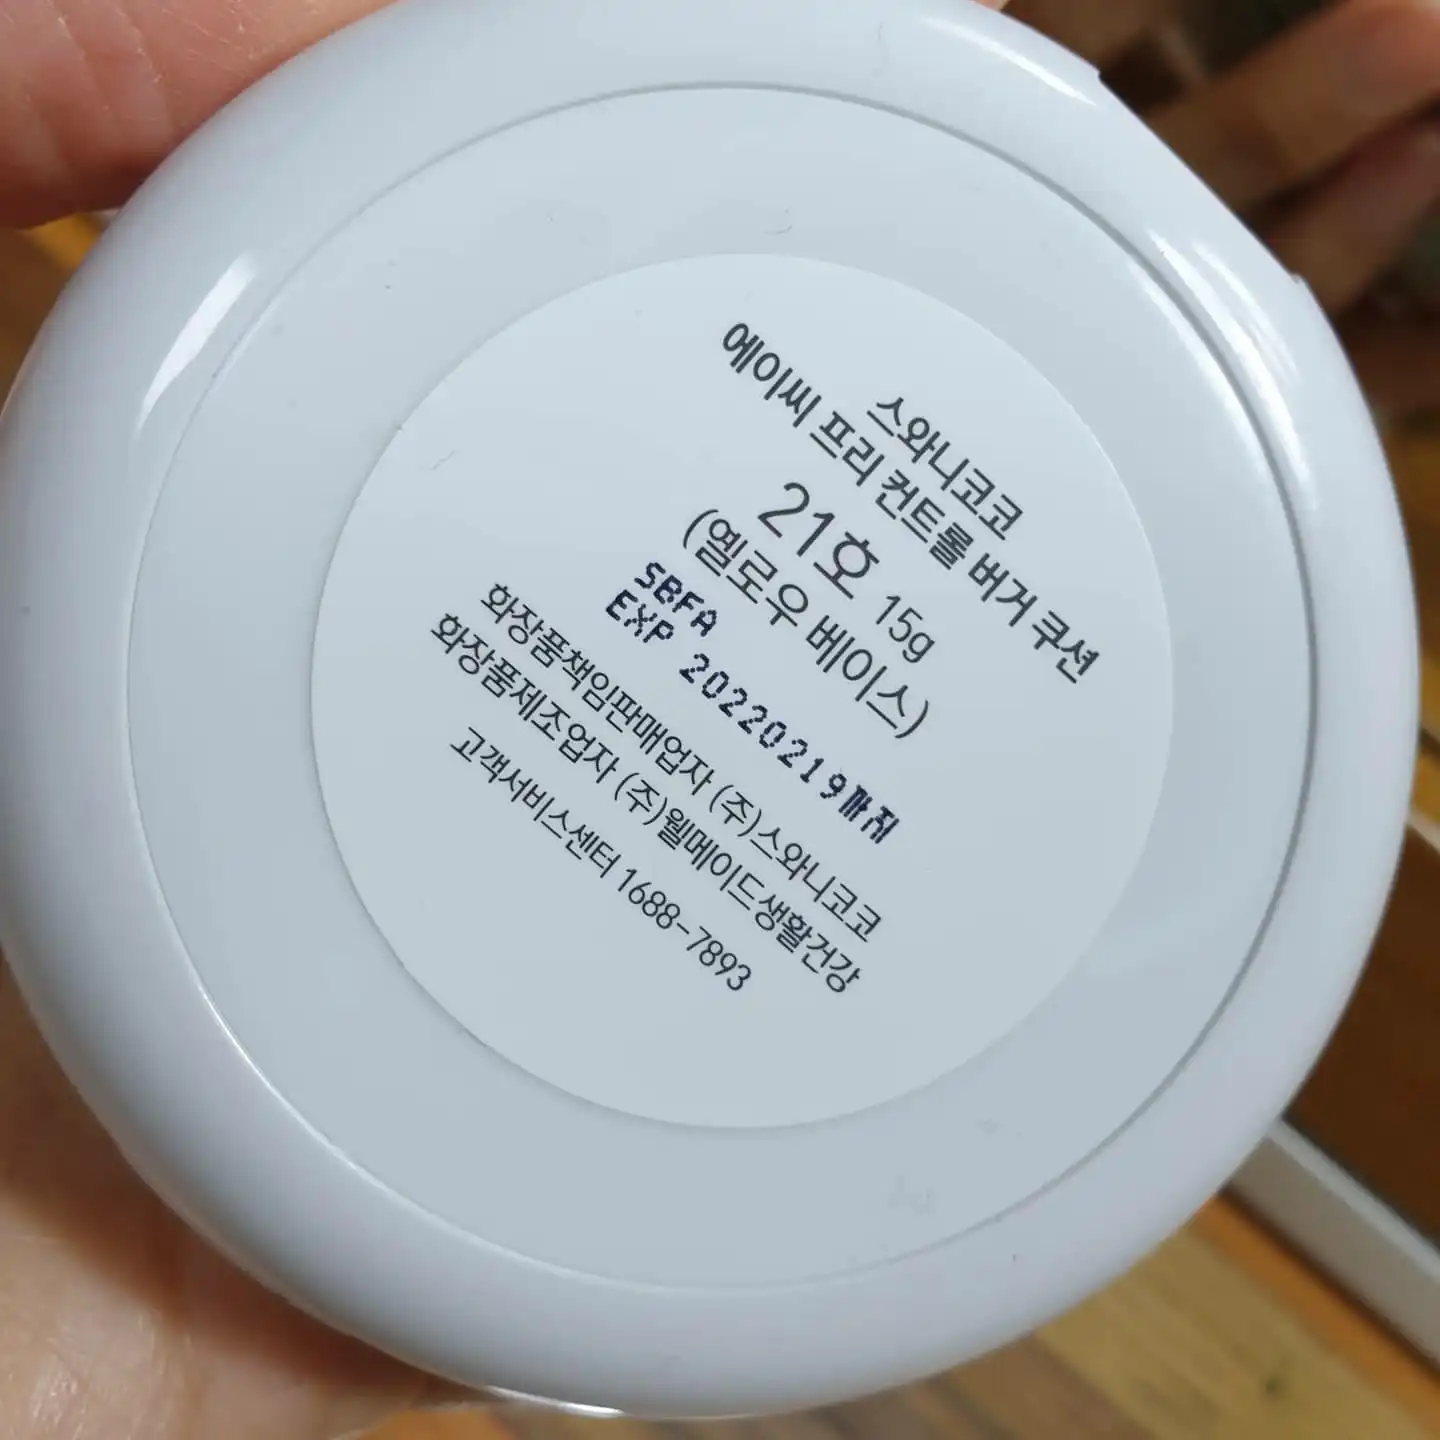 스와니코코
에이씨 프리 컨트롤 버거 쿠션
21호 15g
(옐로우 베이스)
SBFA
EXP 20220219까지
화장품책임판매업자 (주)스와니코코
화장품제조업자 (주)웰메이드생활건강
고객서비스센터 1688-7893